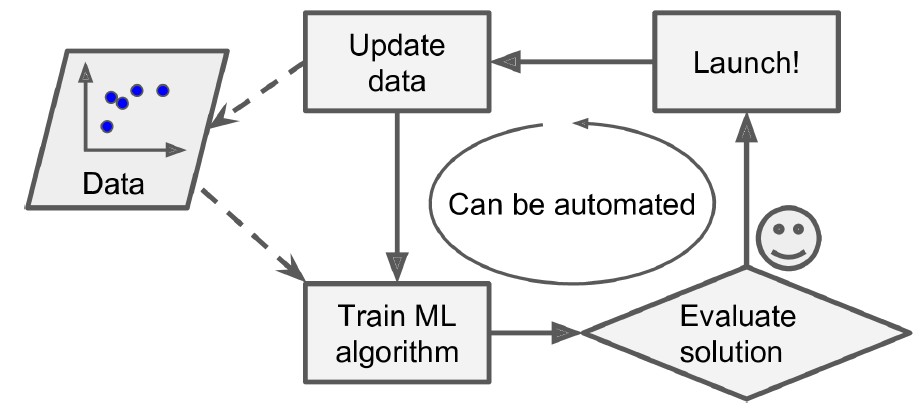 Update
data
Launch!
Data
Can be automated
Train ML
algorithm
Evaluate
solution